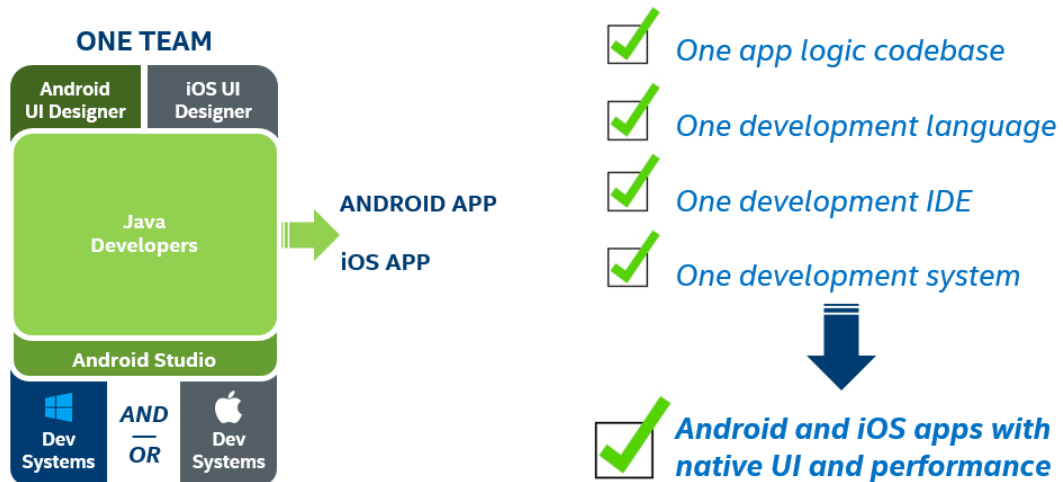 ONE TEAM
Android
UI Designer
iOS UI
Designer
Java
Developers
Android Studio
Dev
Systems
AND
OR
Dev
Systems
ANDROID APP
iOS APP
One app logic codebase
One development language
One development IDE
One development system
Android and iOS apps with
native UI and performance